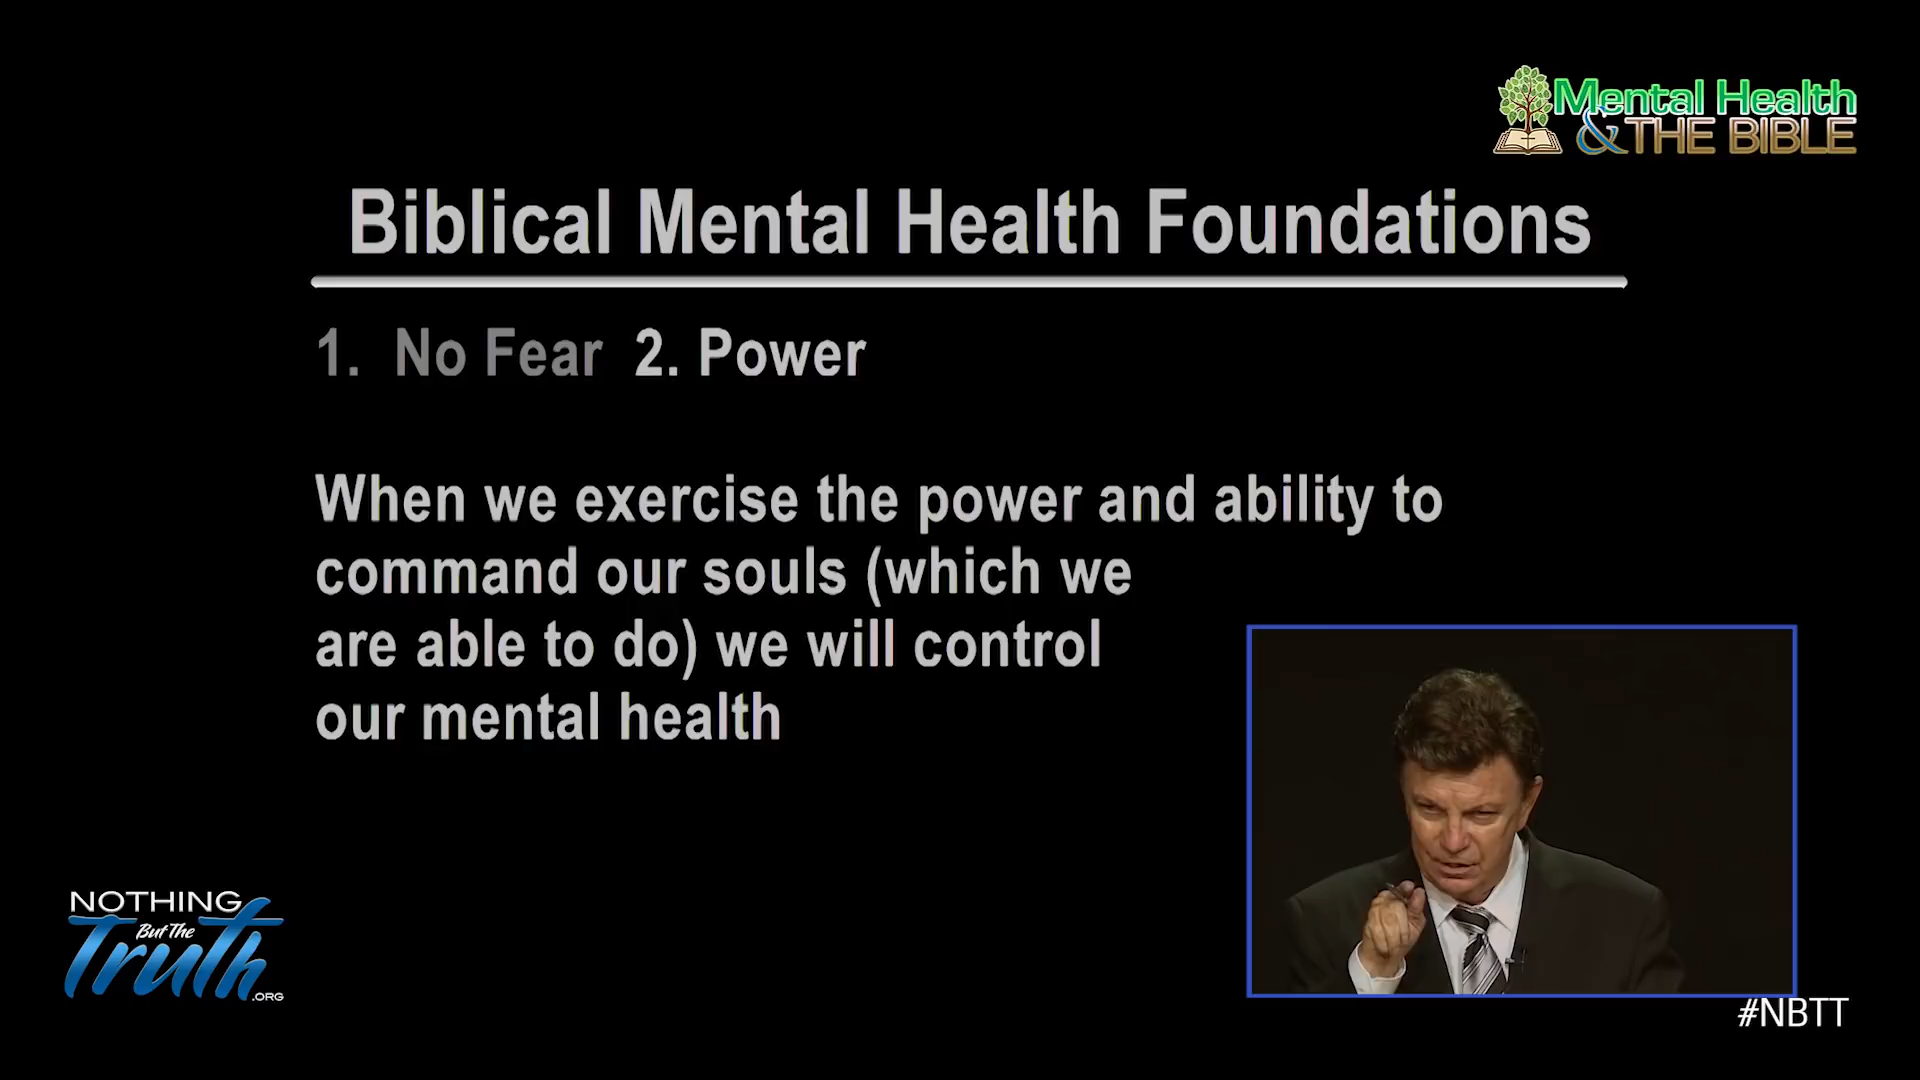 Mental Health
& THE BIBLE
Biblical Mental Health Foundations
1. No Fear 2. Power
When we exercise the power and ability to
command our souls (which we
are able to do) we will control
our mental health
NOTHING
But The
Truth
.ORG
#NBTT